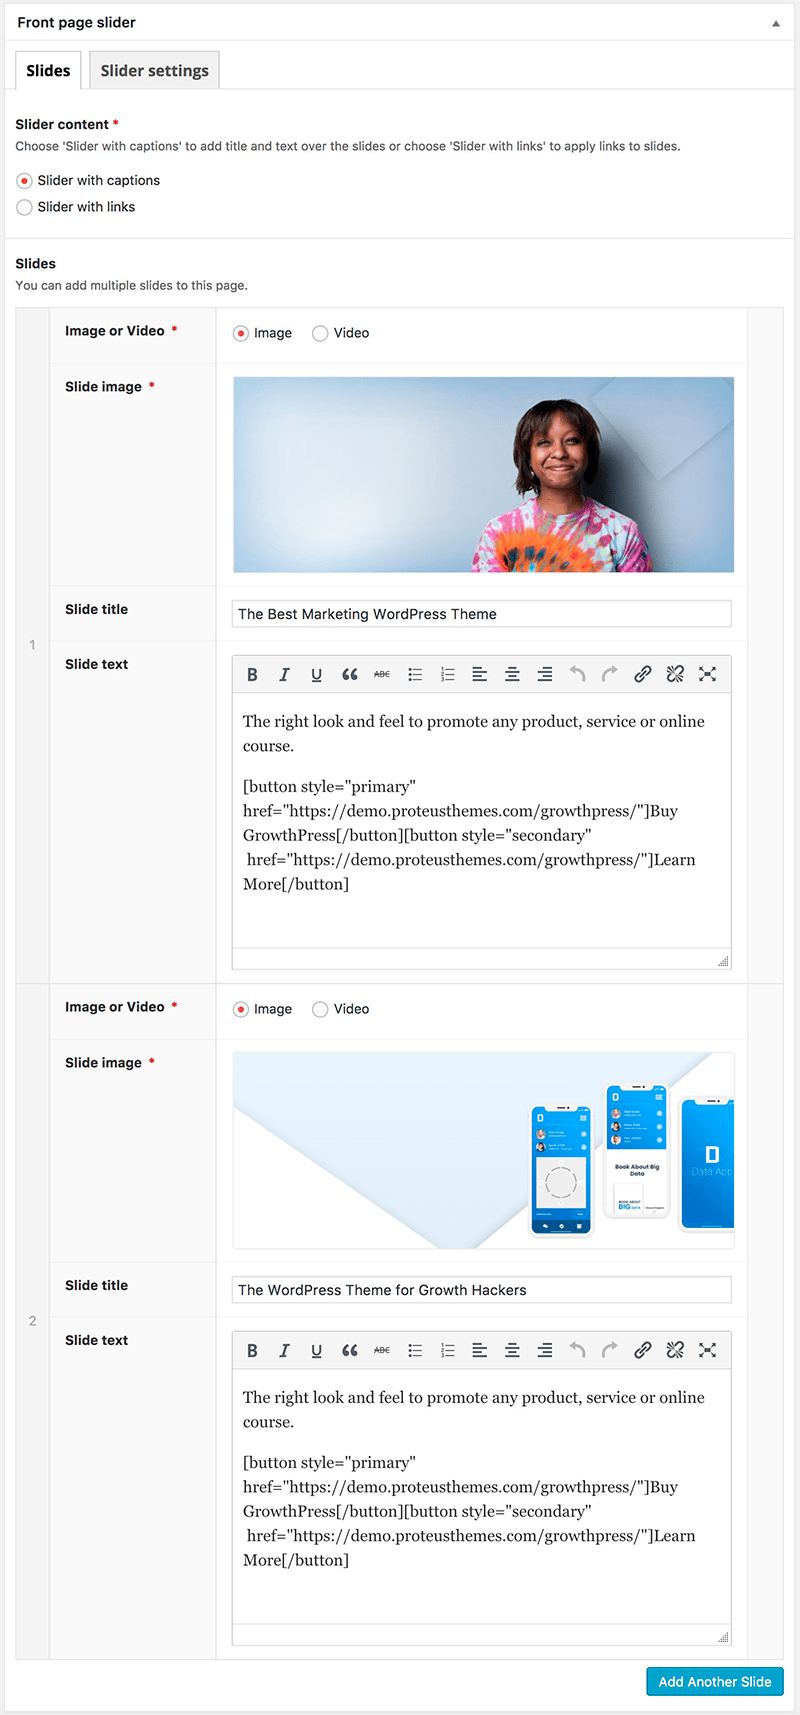 Front page slider
Slides
Slider settings
Slider content *
Choose 'Slider with captions' to add title and text over the slides or choose 'Slider with links' to apply links to slides.
Slider with captions
Slider with links
Slides
You can add multiple slides to this page.
1
Image or Video *
Image
Video
Slide image *
Slide title
The Best Marketing WordPress Theme
Slide text
B I U ABC
The right look and feel to promote any product, service or online
course.
[button style="primary"
href="https://demo.proteusthemes.com/growthpress/"]Buy
GrowthPress[/button][button style="secondary"
href="https://demo.proteusthemes.com/growthpress/"]Learn
More[/button]
2
Image or Video *
Image
Video
Slide image *
D
D
Book About Big
Data
BOOK ABOUT
BIG DATA
D
Data App
Slide title
The WordPress Theme for Growth Hackers
Slide text
B I U ABC
The right look and feel to promote any product, service or online
course.
[button style="primary"
href="https://demo.proteusthemes.com/growthpress/"]Buy
GrowthPress[/button][button style="secondary"
href="https://demo.proteusthemes.com/growthpress/"]Learn
More[/button]
Add Another Slide